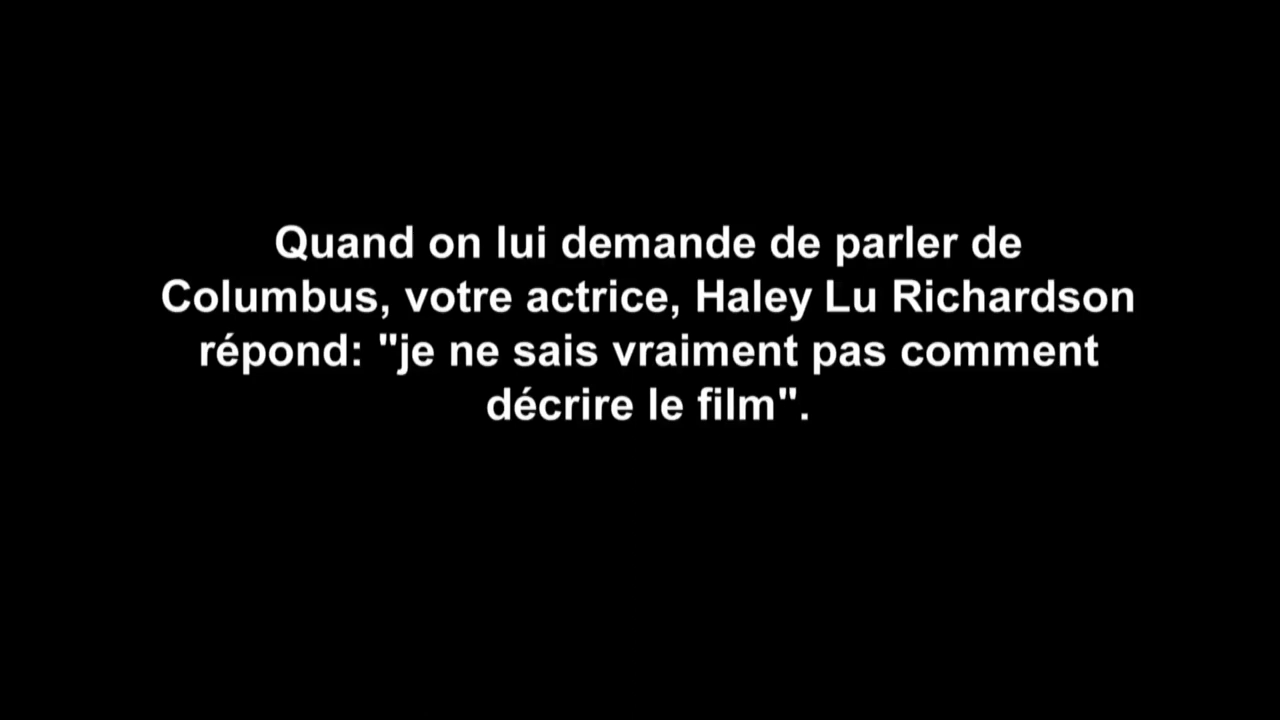 Quand on lui demande de parler de
Columbus, votre actrice, Haley Lu Richardson
répond: "je ne sais vraiment pas comment
décrire le film".